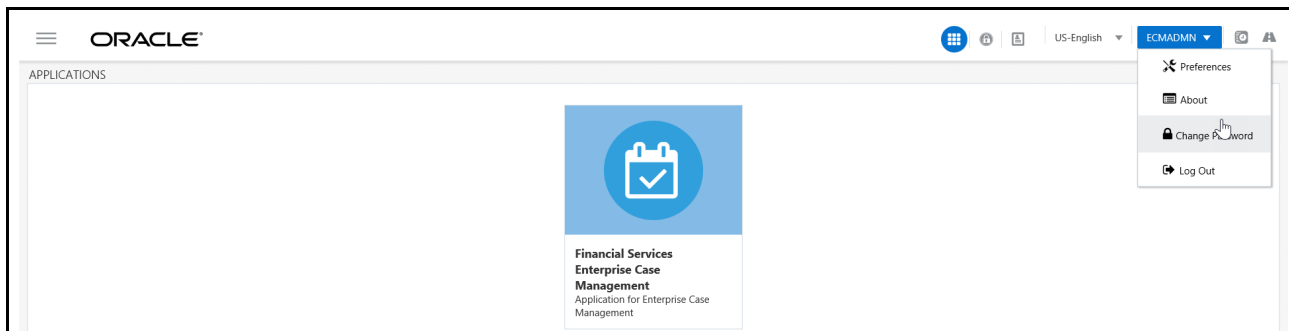 ORACLE®
US-English
ECMADMN
APPLICATIONS
Preferences
About
Change Password
Log Out
Financial Services
Enterprise Case
Management
Application for Enterprise Case
Management